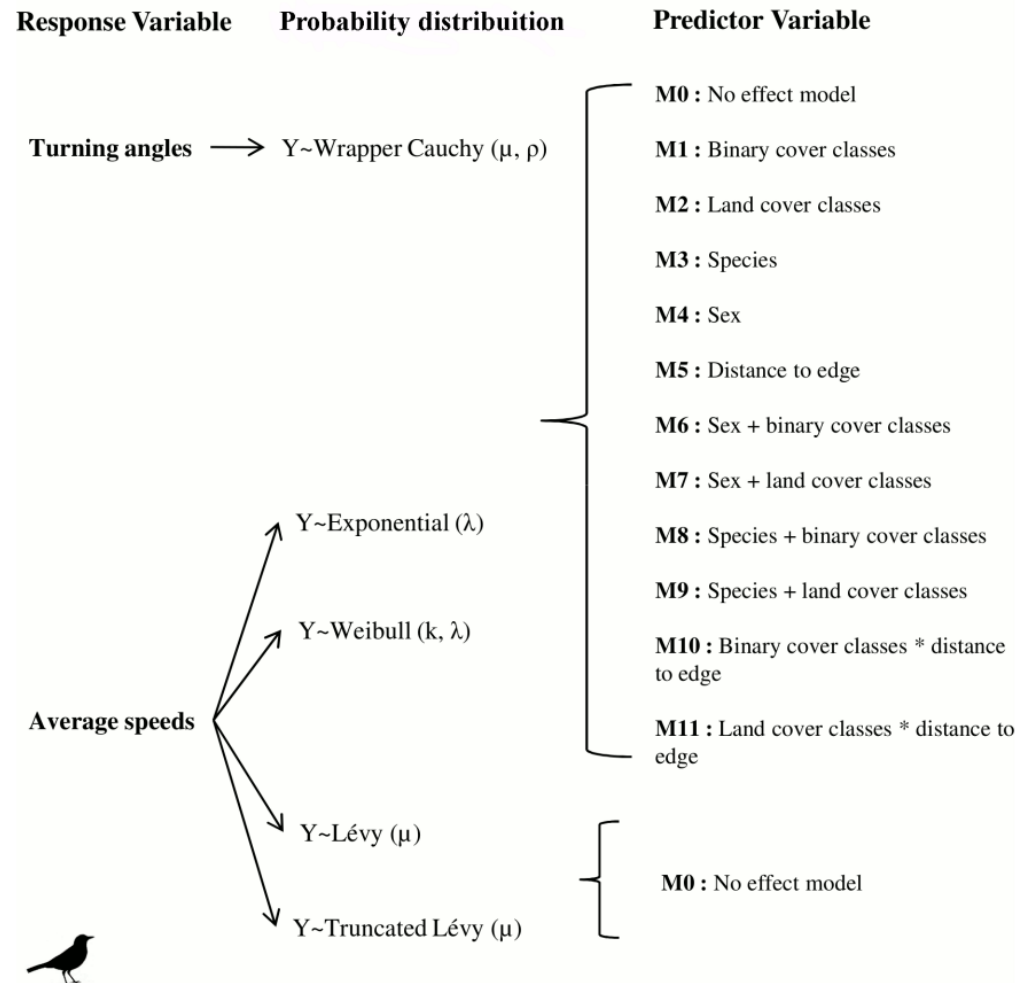 Response Variable
Probability distribuition
Predictor Variable
Turning angles
Y~Wrapper Cauchy (μ, ρ)
M0 : No effect model
M1 : Binary cover classes
M2 : Land cover classes
M3 : Species
M4 : Sex
M5 : Distance to edge
M6 : Sex + binary cover classes
M7 : Sex + land cover classes
M8 : Species + binary cover classes
M9 : Species + land cover classes
M10 : Binary cover classes * distance
to edge
M11 : Land cover classes * distance to
edge
Average speeds
Y~Exponential (λ)
Y~Weibull (k, λ)
Y~Lévy (μ)
Y~Truncated Lévy (μ)
M0 : No effect model